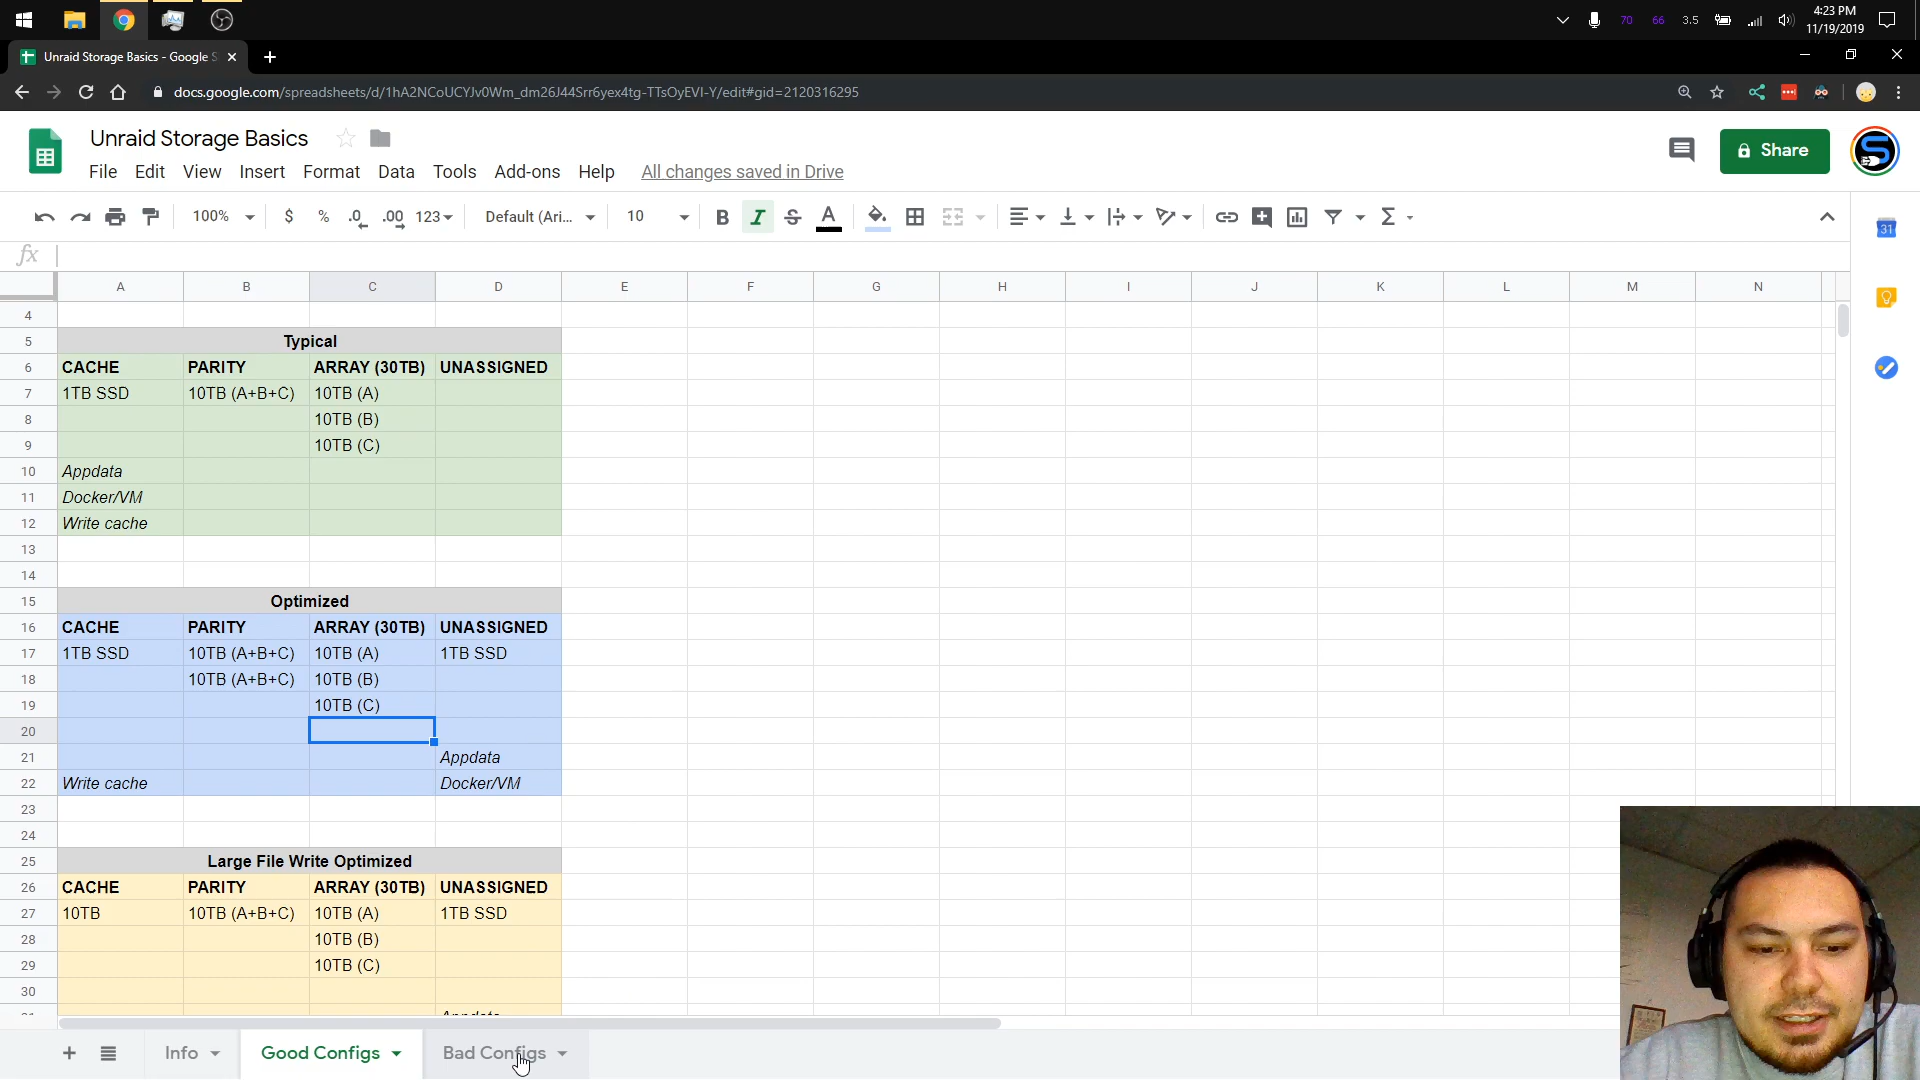 70 66 3.5 4:23 PM
11/19/2019
Unraid Storage Basics - Google S
docs.google.com/spreadsheets/d/1hA2NCoUCYJv0Wm_dm26J44Srr6yex4tg-TTsOyEVI-Y/edit#gid=2120316295
Unraid Storage Basics
File Edit View Insert Format Data Tools Add-ons Help All changes saved in Drive
Share
100% $ % .0 .00 123 Default (Ari... 10 B I S A Σ
31
fx
A B C D E F G H I J K L M N
4
5 Typical
6 CACHE PARITY ARRAY (30TB) UNASSIGNED
7 1TB SSD 10TB (A+B+C) 10TB (A)
8 10TB (B)
9 10TB (C)
10 Appdata
11 Docker/VM
12 Write cache
13
14
15 Optimized
16 CACHE PARITY ARRAY (30TB) UNASSIGNED
17 1TB SSD 10TB (A+B+C) 10TB (A) 1TB SSD
18 10TB (A+B+C) 10TB (B)
19 10TB (C)
20
21 Appdata
22 Write cache Docker/VM
23
24
25 Large File Write Optimized
26 CACHE PARITY ARRAY (30TB) UNASSIGNED
27 10TB 10TB (A+B+C) 10TB (A) 1TB SSD
28 10TB (B)
29 10TB (C)
30
Info Good Configs Bad Configs